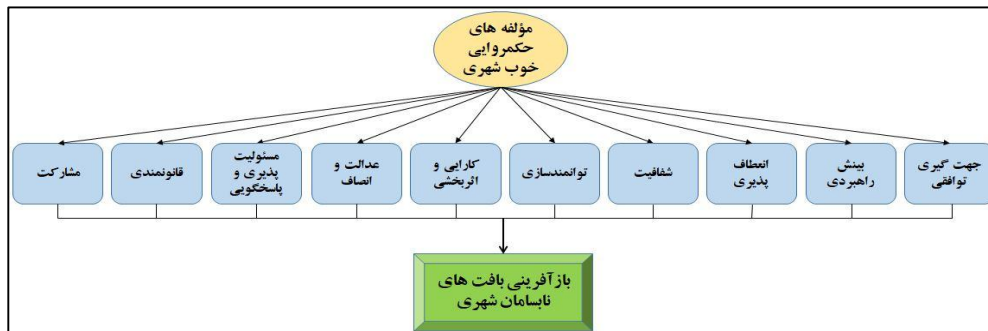 مؤلفه های
حکمروایی
خوب شهری
جهت گیری
توافقی
بینش
راهبردی
انعطاف
پذیری
شفافیت
توانمندسازی
کارایی و
اثربخشی
عدالت و
انصاف
مسئولیت
پذیری و
پاسخگویی
قانونمندی
مشارکت
بازآفرینی بافت های
نابسامان شهری